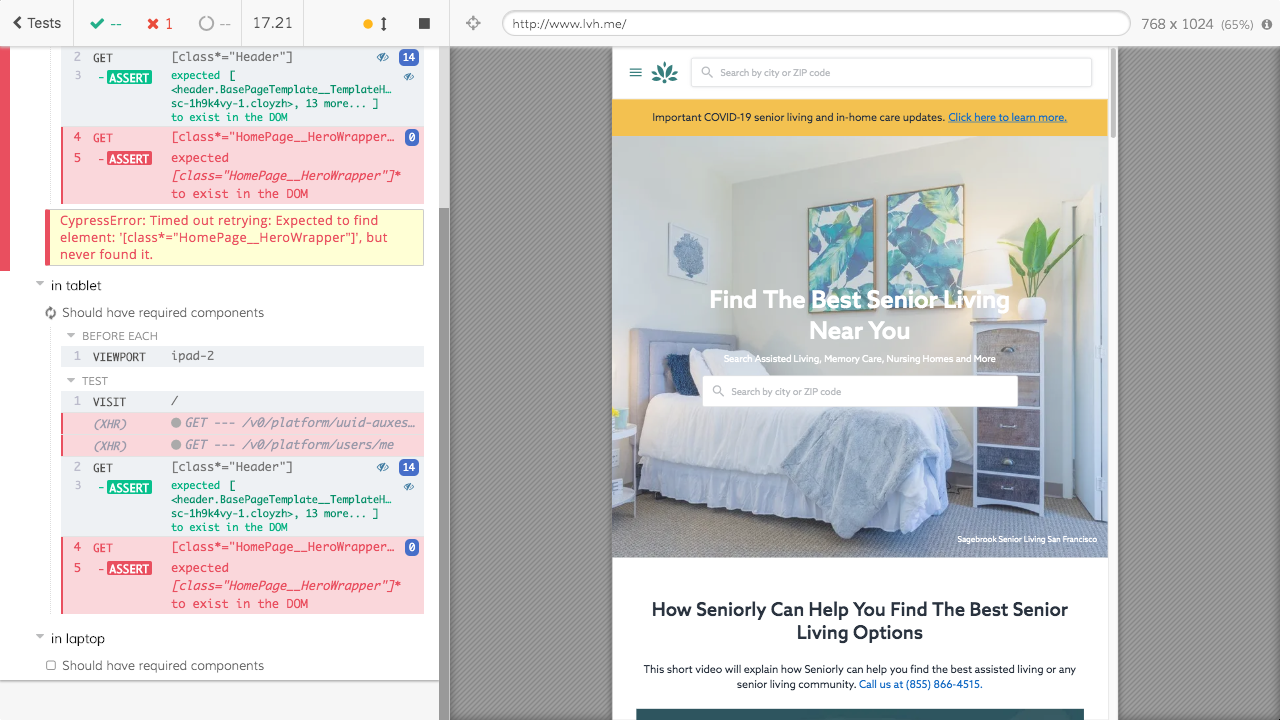 Tests
--
1
--
17.21
http://www.lvh.me/
768 x 1024 (65%)
2 GET [class*="Header"] 14
3 -ASSERT expected [
<header.BasePageTemplate__TemplateH…
sc-1h9k4vy-1.cloyzh>, 13 more... ]
to exist in the DOM
4 GET [class*="HomePage__HeroWrapper… 0
5 -ASSERT expected
[class="HomePage__HeroWrapper"]*
to exist in the DOM
CypressError: Timed out retrying: Expected to find
element: '[class*="HomePage__HeroWrapper"]', but
never found it.
in tablet
Should have required components
BEFORE EACH
1 VIEWPORT ipad-2
TEST
1 VISIT /
(XHR) GET --- /v0/platform/uuid-auxes…
(XHR) GET --- /v0/platform/users/me
2 GET [class*="Header"] 14
3 -ASSERT expected [
<header.BasePageTemplate__TemplateH…
sc-1h9k4vy-1.cloyzh>, 13 more... ]
to exist in the DOM
4 GET [class*="HomePage__HeroWrapper… 0
5 -ASSERT expected
[class="HomePage__HeroWrapper"]*
to exist in the DOM
in laptop
Should have required components
Search by city or ZIP code
Important COVID-19 senior living and in-home care updates. Click here to learn more.
Find The Best Senior Living
Near You
Search Assisted Living, Memory Care, Nursing Homes and More
Search by city or ZIP code
Sagebrook Senior Living San Francisco
How Seniorly Can Help You Find The Best Senior
Living Options
This short video will explain how Seniorly can help you find the best assisted living or any
senior living community. Call us at (855) 866-4515.